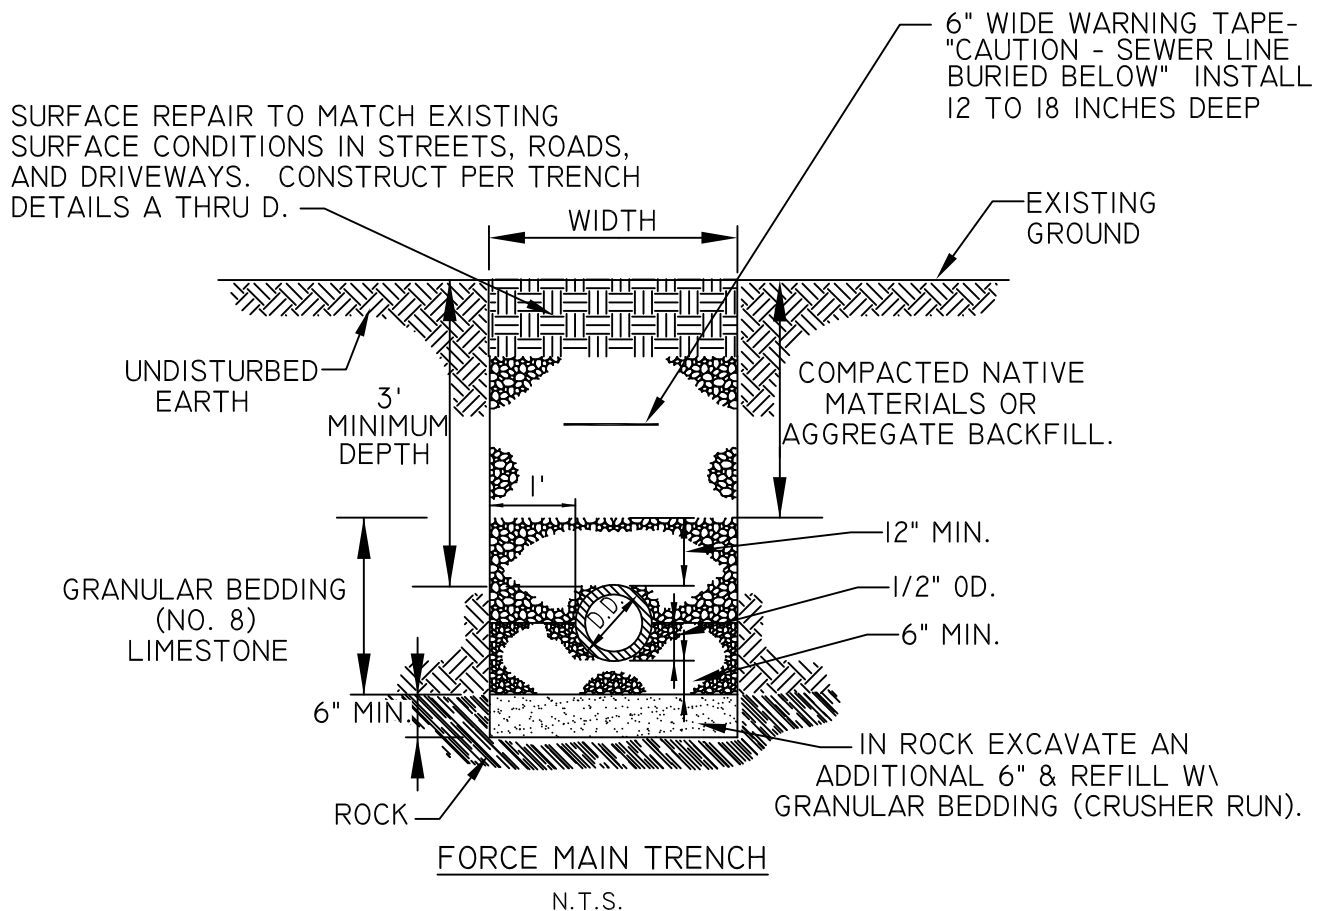 6" WIDE WARNING TAPE-
"CAUTION - SEWER LINE
BURIED BELOW" INSTALL
12 TO 18 INCHES DEEP
SURFACE REPAIR TO MATCH EXISTING
SURFACE CONDITIONS IN STREETS, ROADS,
AND DRIVEWAYS. CONSTRUCT PER TRENCH
DETAILS A THRU D.
WIDTH
EXISTING
GROUND
UNDISTURBED
EARTH
3'
MINIMUM
DEPTH
COMPACTED NATIVE
MATERIALS OR
AGGREGATE BACKFILL.
1'
12" MIN.
GRANULAR BEDDING
(NO. 8)
LIMESTONE
O.D.
1/2" OD.
6" MIN.
6" MIN.
IN ROCK EXCAVATE AN
ADDITIONAL 6" & REFILL W\
GRANULAR BEDDING (CRUSHER RUN).
ROCK
FORCE MAIN TRENCH
N.T.S.